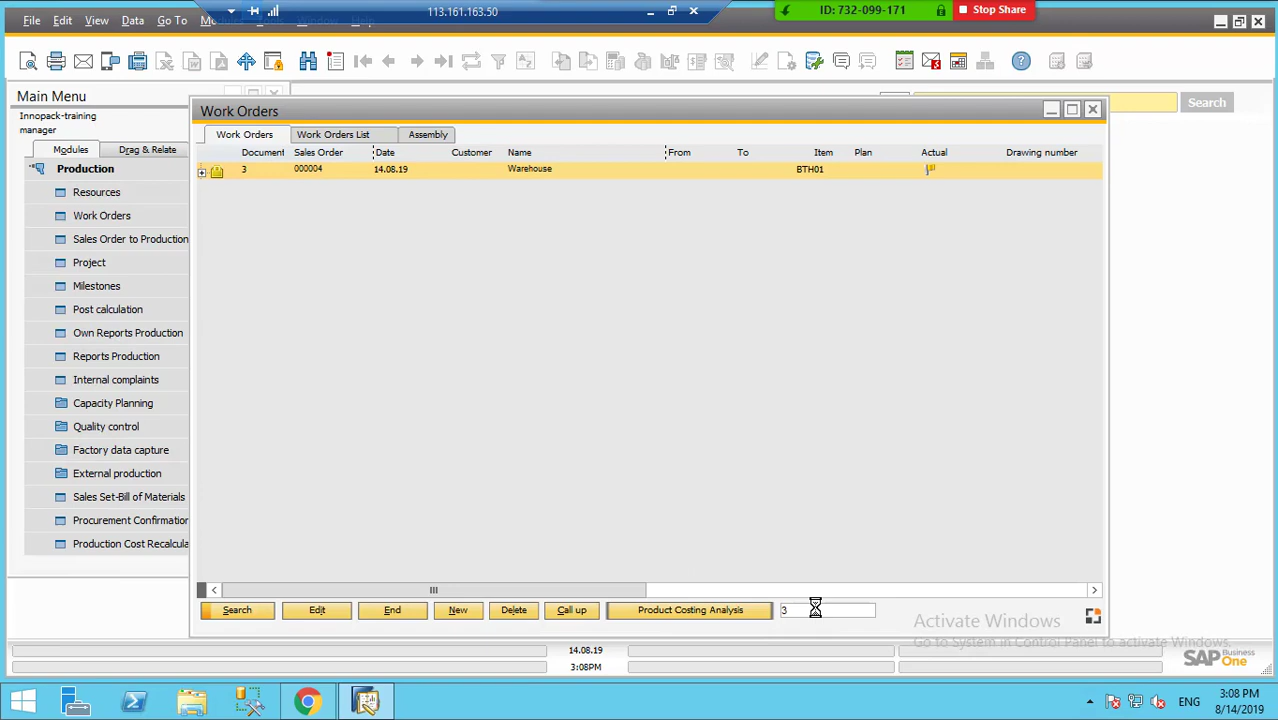 113.161.163.50
ID: 732-099-171
Stop Share
File Edit View Data Go To
Main Menu
Search
Innopack-training
manager
Modules
Drag & Relate
Production
Resources
Work Orders
Sales Order to Production
Project
Milestones
Post calculation
Own Reports Production
Reports Production
Internal complaints
Capacity Planning
Quality control
Factory data capture
External production
Sales Set-Bill of Materials
Procurement Confirmation
Production Cost Recalcula
Work Orders
Work Orders Work Orders List Assembly
Document Sales Order Date Customer Name From To Item Plan Actual Drawing number
3 000004 14.08.19 Warehouse BTH01
Search Edit End New Delete Call up Product Costing Analysis 3
Activate Windows
Go to System in Control Panel to activate Windows.
14.08.19
3:08PM
SAP Business One
ENG
3:08 PM
8/14/2019